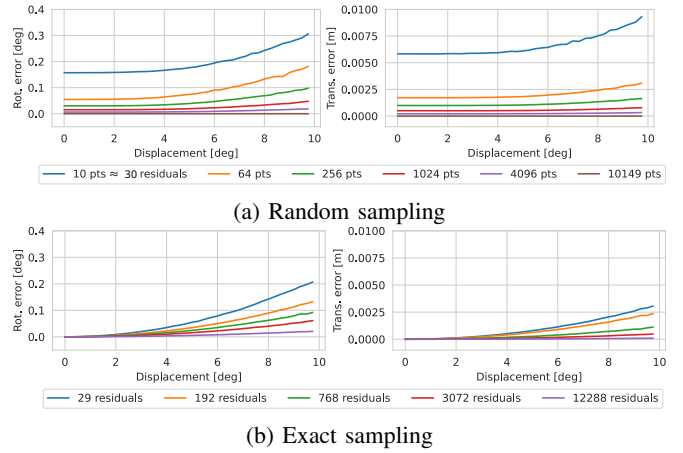 0.4
0.3
0.2
0.1
0.0
Rot. error [deg]
0 2 4 6 8 10
Displacement [deg]
0.0100
0.0075
0.0050
0.0025
0.0000
Trans. error [m]
0 2 4 6 8 10
Displacement [deg]
10 pts ≈ 30 residuals 64 pts 256 pts 1024 pts 4096 pts 10149 pts
(a) Random sampling
0.4
0.3
0.2
0.1
0.0
Rot. error [deg]
0 2 4 6 8 10
Displacement [deg]
0.0100
0.0075
0.0050
0.0025
0.0000
Trans. error [m]
0 2 4 6 8 10
Displacement [deg]
29 residuals 192 residuals 768 residuals 3072 residuals 12288 residuals
(b) Exact sampling